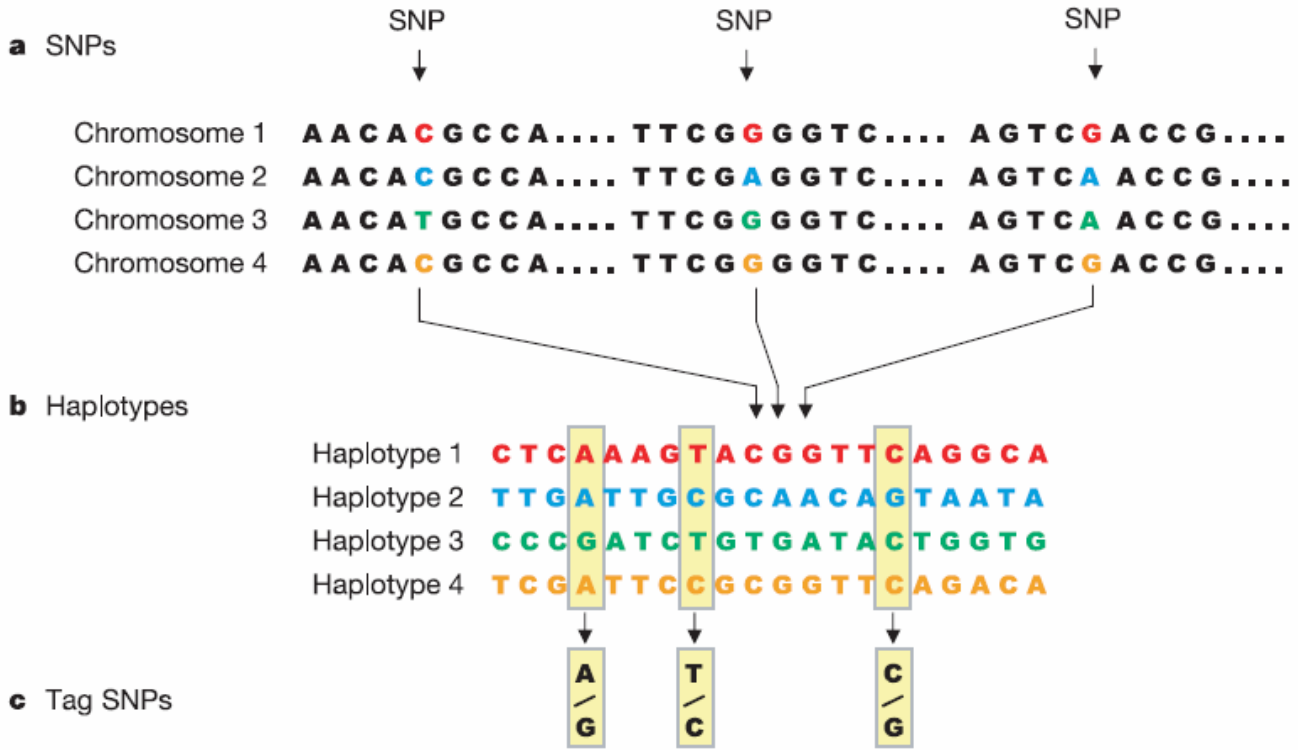 SNP SNP SNP
a SNPs
Chromosome 1 AACACGCCA.... TTCGGGGTC.... AGTCGACCG....
Chromosome 2 AACACGCCA.... TTCGAGGTC.... AGTCAACCG....
Chromosome 3 AACATGCCA.... TTCGGGGTC.... AGTCAACCG....
Chromosome 4 AACACGCCA.... TTCGGGGTC.... AGTCGACCG....
b Haplotypes
Haplotype 1 CTCAAAGTACGGTTCAGGCA
Haplotype 2 TTGATTGCGCAACAGTAATA
Haplotype 3 CCCGATCTGTGATACTGGTG
Haplotype 4 TCGATTCCGCGGTTCAGACA
A T C
/ / /
c Tag SNPs
G C G